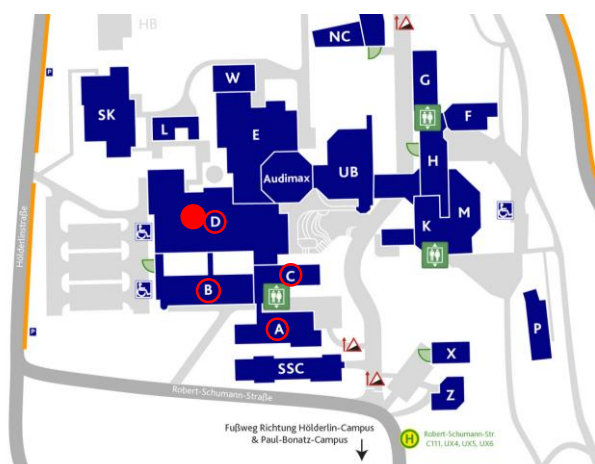 HB
NC
W
G
SK
F
L
E
H
Audimax
UB
D
K
M
C
B
A
P
SSC
X
Z
P
P
Hölderlinstraße
Robert-Schumann-Straße
Fußweg Richtung Hölderlin-Campus
& Paul-Bonatz-Campus
H
Robert-Schumann-Str.
C111, UX4, UX5, UX6